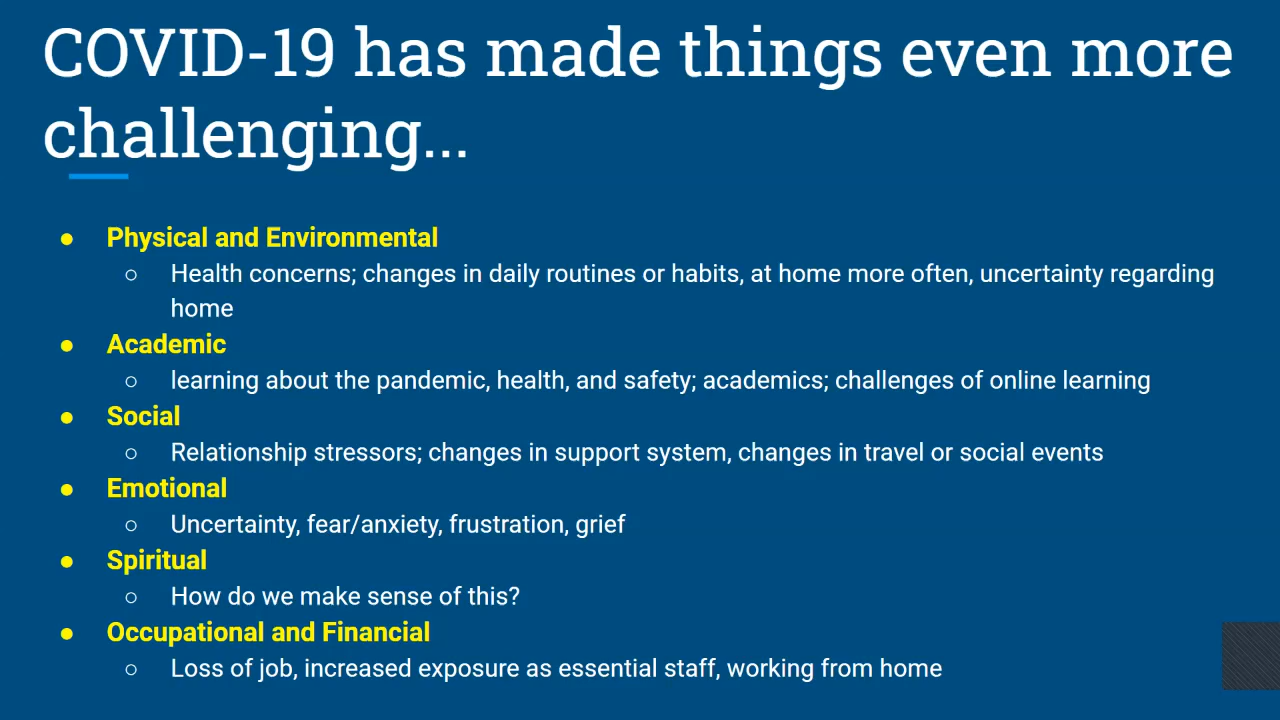 COVID-19 has made things even more
challenging...
● Physical and Environmental
○ Health concerns; changes in daily routines or habits, at home more often, uncertainty regarding
home
● Academic
○ learning about the pandemic, health, and safety; academics; challenges of online learning
● Social
○ Relationship stressors; changes in support system, changes in travel or social events
● Emotional
○ Uncertainty, fear/anxiety, frustration, grief
● Spiritual
○ How do we make sense of this?
● Occupational and Financial
○ Loss of job, increased exposure as essential staff, working from home